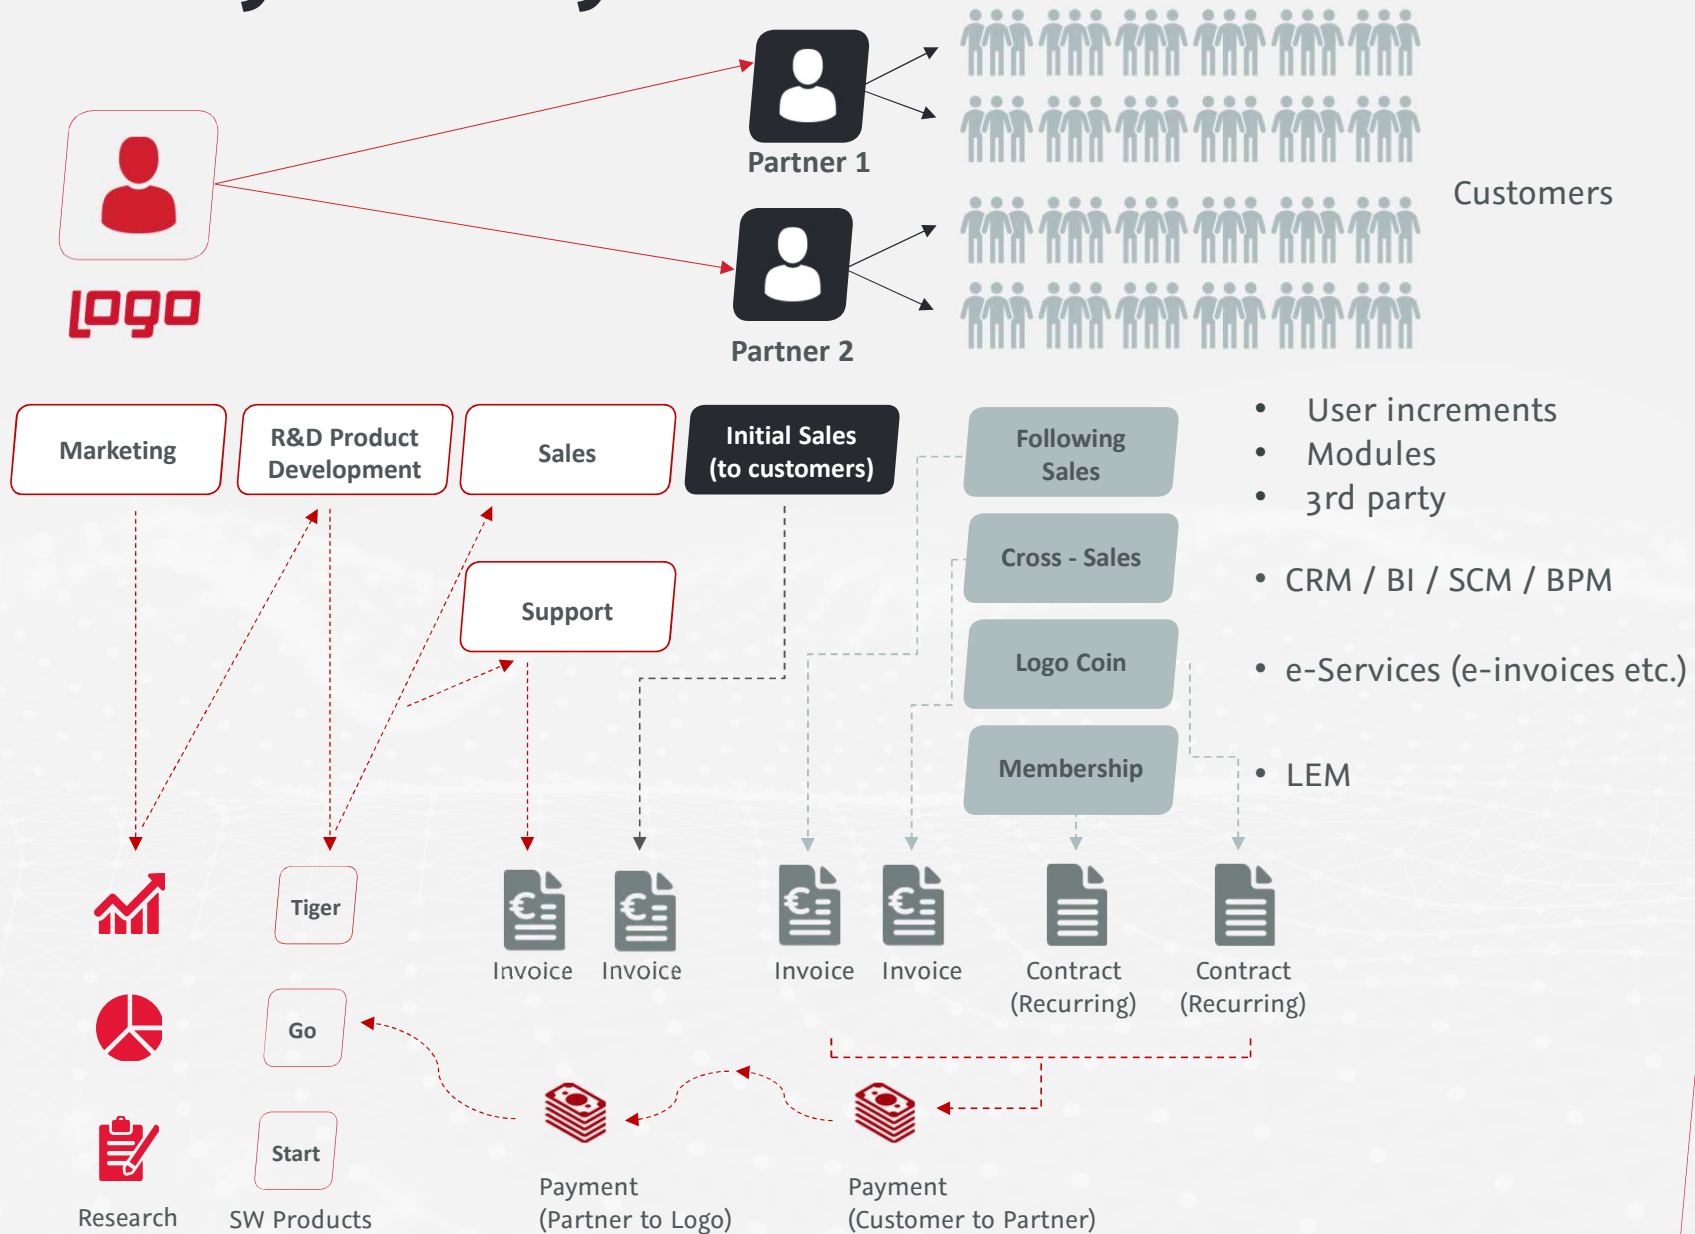 Partner 1
Customers
logo
Partner 2
Marketing
R&D Product
Development
Sales
Initial Sales
(to customers)
Following
Sales
• User increments
• Modules
• 3rd party
Support
Cross - Sales
• CRM / BI / SCM / BPM
Logo Coin
• e-Services (e-invoices etc.)
Membership
• LEM
Tiger
Invoice
Invoice
Invoice
Invoice
Contract
(Recurring)
Contract
(Recurring)
Go
Start
Research
SW Products
Payment
(Partner to Logo)
Payment
(Customer to Partner)